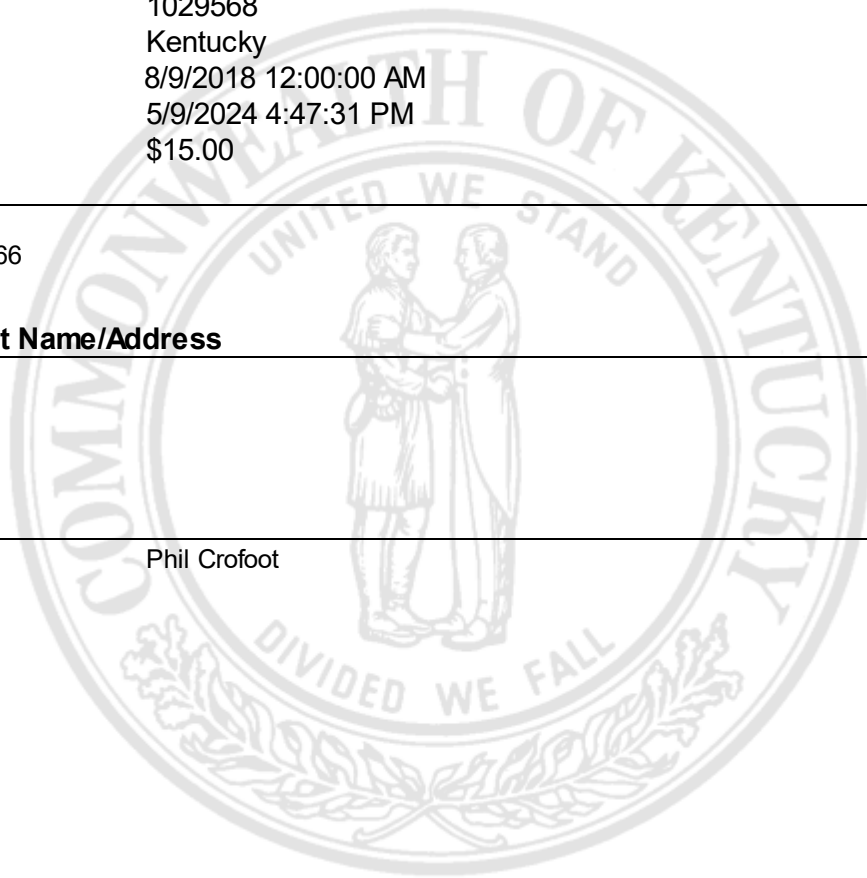 1029568
Kentucky
8/9/2018 12:00:00 AM
5/9/2024 4:47:31 PM
$15.00
66
t Name/Address
Phil Crofoot
COMMONWEALTH OF KENTUCKY
UNITED WE STAND
DIVIDED WE FALL